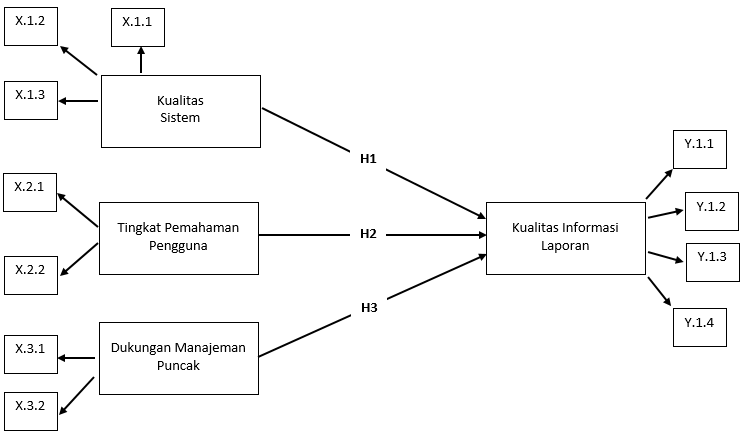 X.1.2
X.1.1
X.1.3
Kualitas
Sistem
H1
Y.1.1
X.2.1
Y.1.2
Tingkat Pemahaman
Pengguna
H2
Kualitas Informasi
Laporan
X.2.2
Y.1.3
H3
Y.1.4
X.3.1
Dukungan Manajeman
Puncak
X.3.2